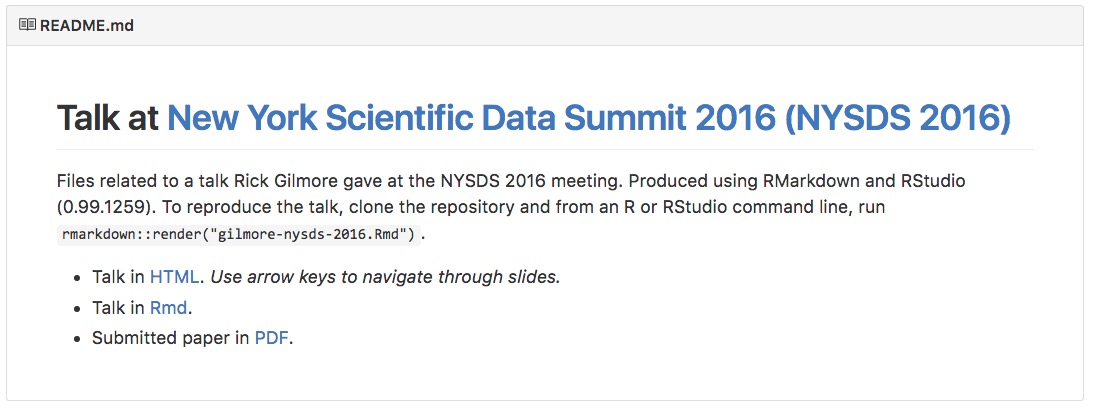 README.md
Talk at New York Scientific Data Summit 2016 (NYSDS 2016)
Files related to a talk Rick Gilmore gave at the NYSDS 2016 meeting. Produced using RMarkdown and RStudio
(0.99.1259). To reproduce the talk, clone the repository and from an R or RStudio command line, run
rmarkdown::render("gilmore-nysds-2016.Rmd") .
• Talk in HTML. Use arrow keys to navigate through slides.
• Talk in Rmd.
• Submitted paper in PDF.